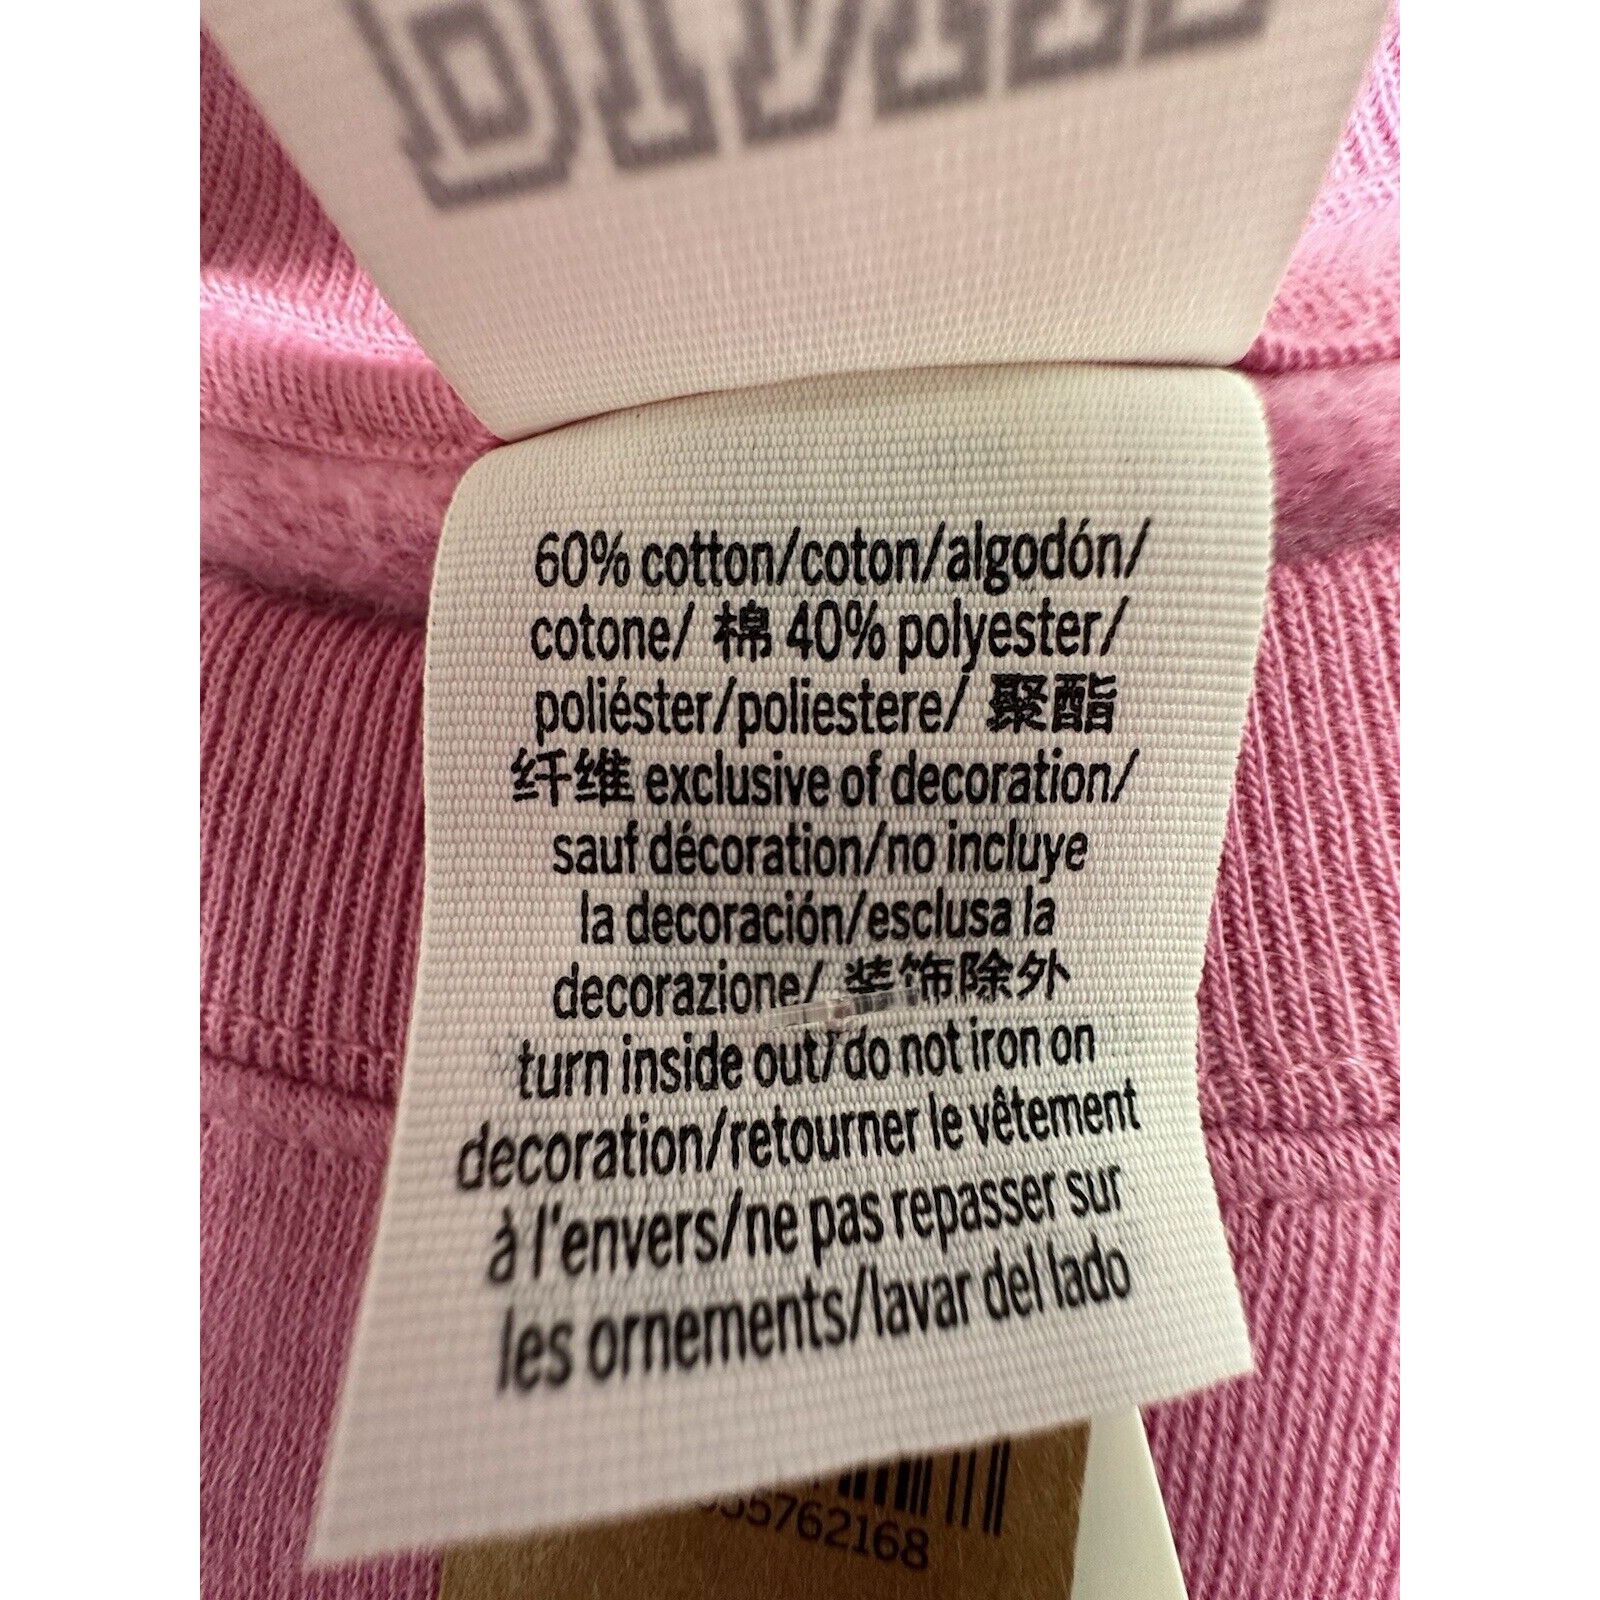 60% cotton/coton/algodón/
cotone/ 棉 40% polyester/
poliéster/poliestere/ 聚酯
纤维 exclusive of decoration/
sauf décoration/no incluye
la decoración/esclusa la
decorazione/ 装饰除外
turn inside out/do not iron on
decoration/retourner le vêtement
à l'envers/ne pas repasser sur
les ornements/lavar del lado
55762168